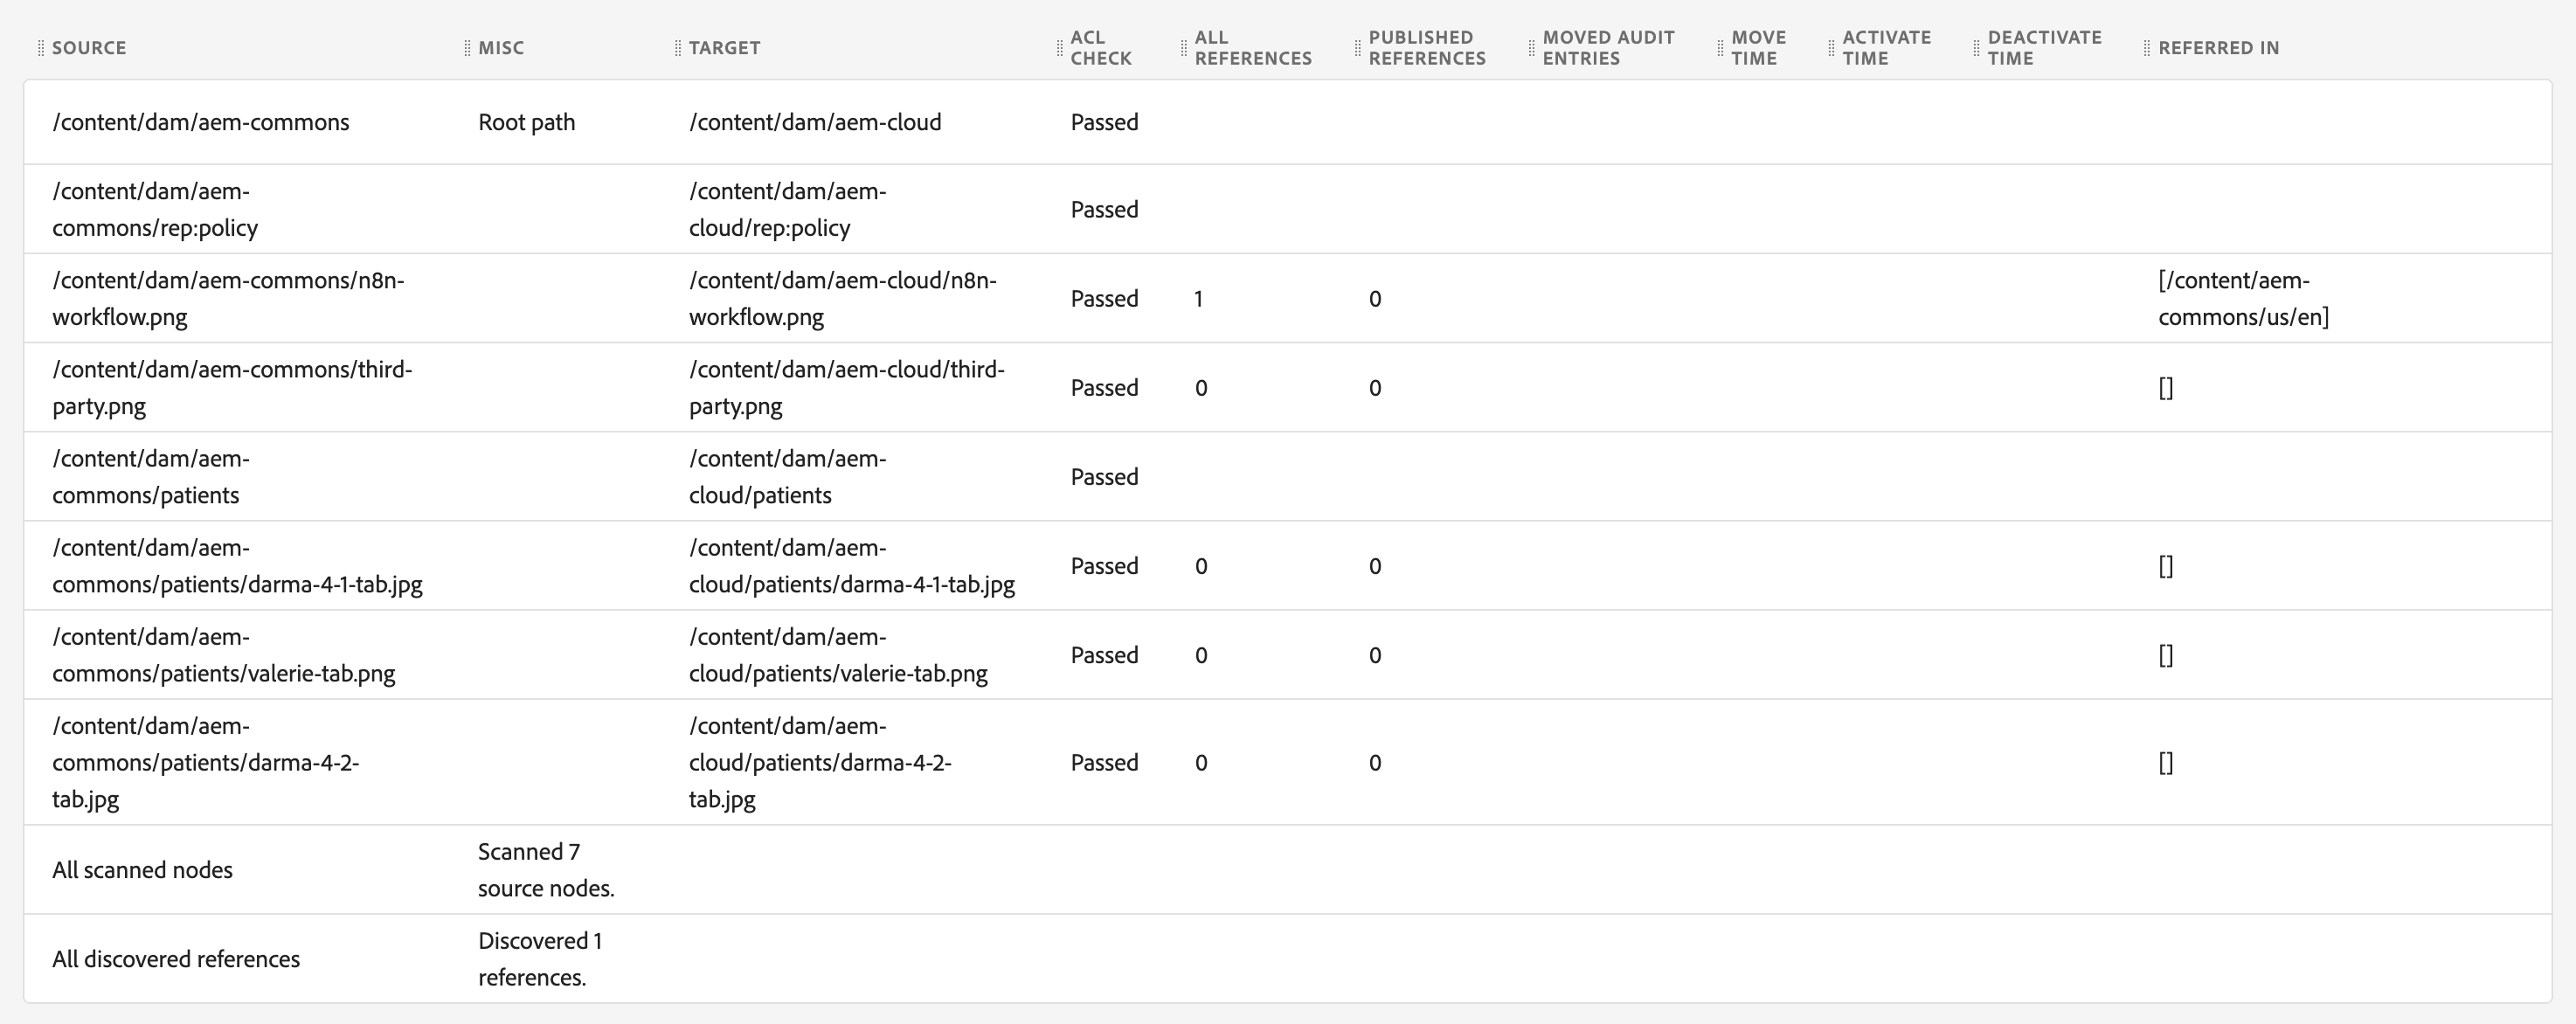 SOURCE MISC TARGET ACL CHECK ALL REFERENCES PUBLISHED REFERENCES MOVED AUDIT ENTRIES MOVE TIME ACTIVATE TIME DEACTIVATE TIME REFERRED IN
/content/dam/aem-commons Root path /content/dam/aem-cloud Passed
/content/dam/aem-
commons/rep:policy
/content/dam/aem-
cloud/rep:policy
Passed
/content/dam/aem-commons/n8n-
workflow.png
/content/dam/aem-cloud/n8n-
workflow.png
Passed 1 0
[/content/aem-
commons/us/en]
/content/dam/aem-commons/third-
party.png
/content/dam/aem-cloud/third-
party.png
Passed 0 0 []
/content/dam/aem-
commons/patients
/content/dam/aem-
cloud/patients
Passed
/content/dam/aem-
commons/patients/darma-4-1-tab.jpg
/content/dam/aem-
cloud/patients/darma-4-1-tab.jpg
Passed 0 0 []
/content/dam/aem-
commons/patients/valerie-tab.png
/content/dam/aem-
cloud/patients/valerie-tab.png
Passed 0 0 []
/content/dam/aem-
commons/patients/darma-4-2-
tab.jpg
/content/dam/aem-
cloud/patients/darma-4-2-
tab.jpg
Passed 0 0 []
All scanned nodes
Scanned 7
source nodes.
All discovered references
Discovered 1
references.